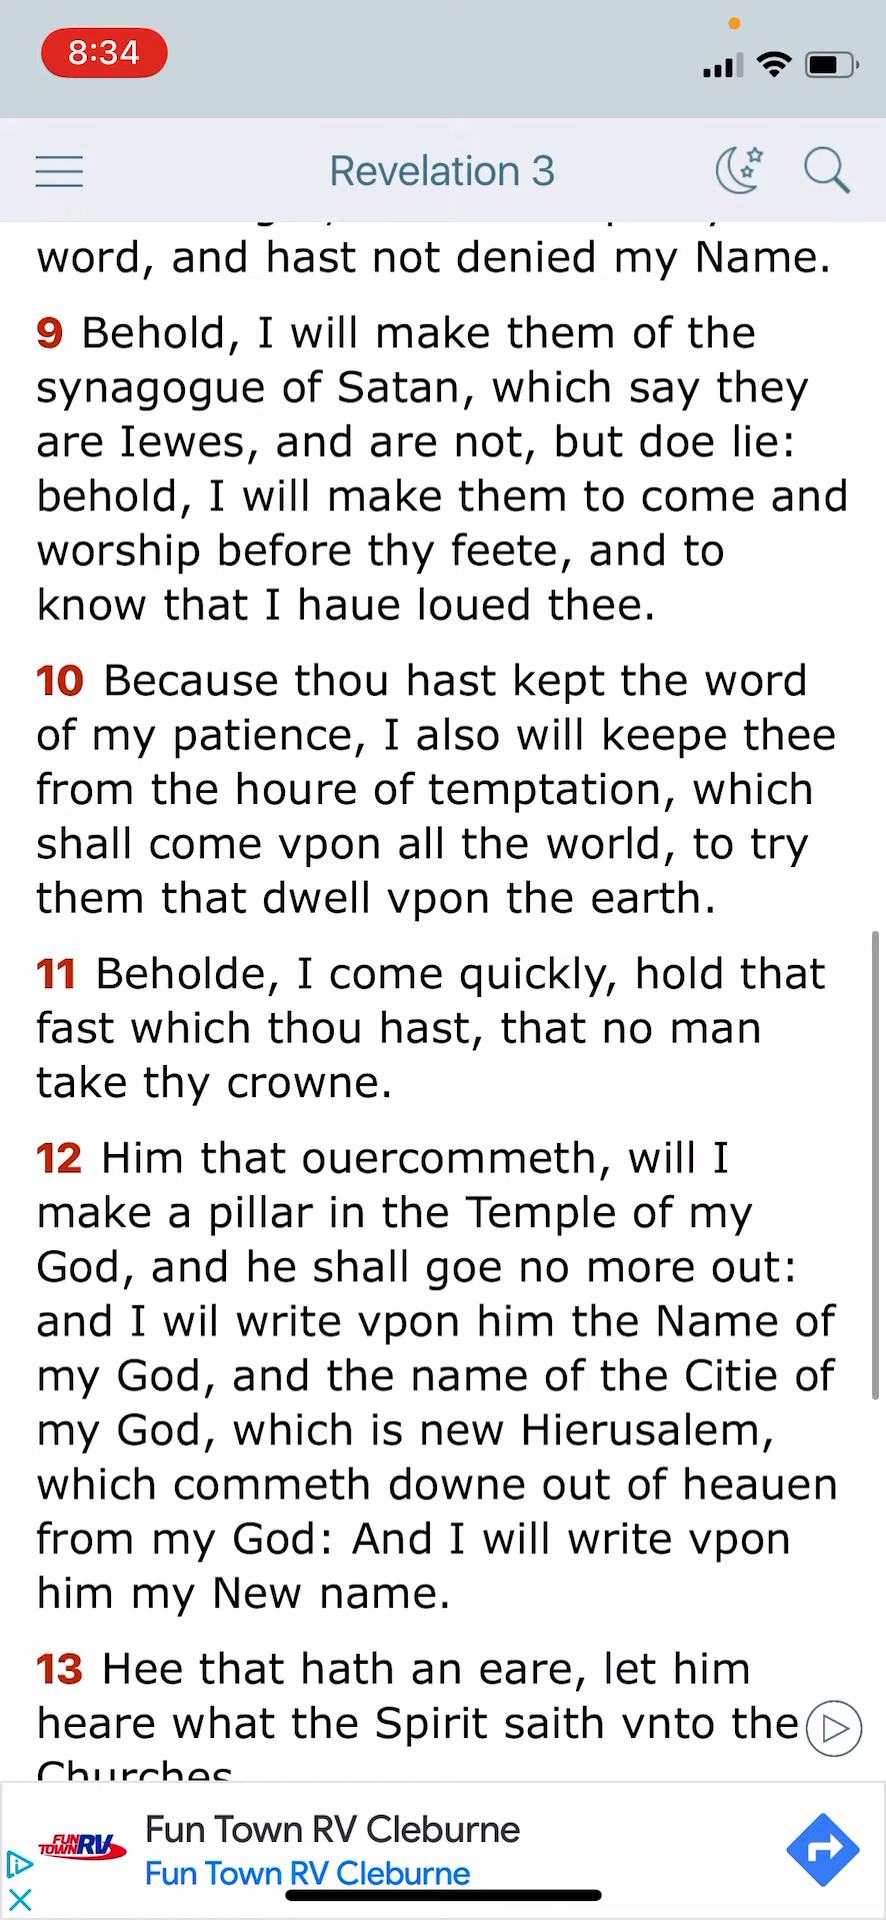 8:34
Revelation 3
word, and hast not denied my Name.
9 Behold, I will make them of the
synagogue of Satan, which say they
are Iewes, and are not, but doe lie:
behold, I will make them to come and
worship before thy feete, and to
know that I haue loued thee.
10 Because thou hast kept the word
of my patience, I also will keepe thee
from the houre of temptation, which
shall come vpon all the world, to try
them that dwell vpon the earth.
11 Beholde, I come quickly, hold that
fast which thou hast, that no man
take thy crowne.
12 Him that ouercommeth, will I
make a pillar in the Temple of my
God, and he shall goe no more out:
and I wil write vpon him the Name of
my God, and the name of the Citie of
my God, which is new Hierusalem,
which commeth downe out of heauen
from my God: And I will write vpon
him my New name.
13 Hee that hath an eare, let him
heare what the Spirit saith vnto the
Churches
FUN TOWN RV
Fun Town RV Cleburne
Fun Town RV Cleburne